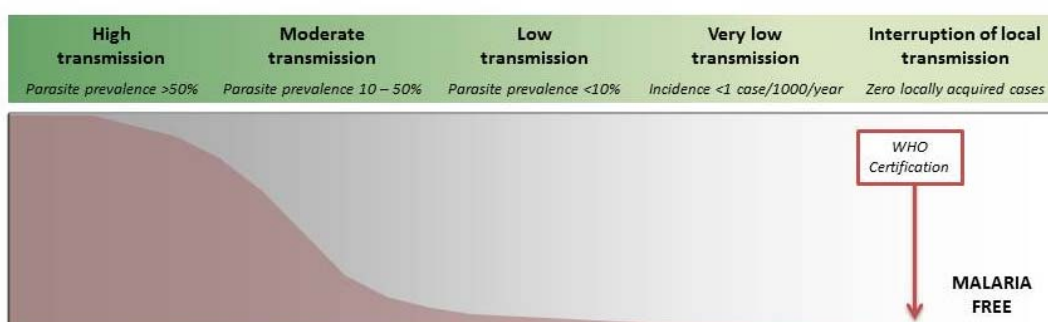 High
transmission
Parasite prevalence >50%
Moderate
transmission
Parasite prevalence 10 – 50%
Low
transmission
Parasite prevalence <10%
Very low
transmission
Incidence <1 case/1000/year
Interruption of local
transmission
Zero locally acquired cases
WHO
Certification
MALARIA
FREE